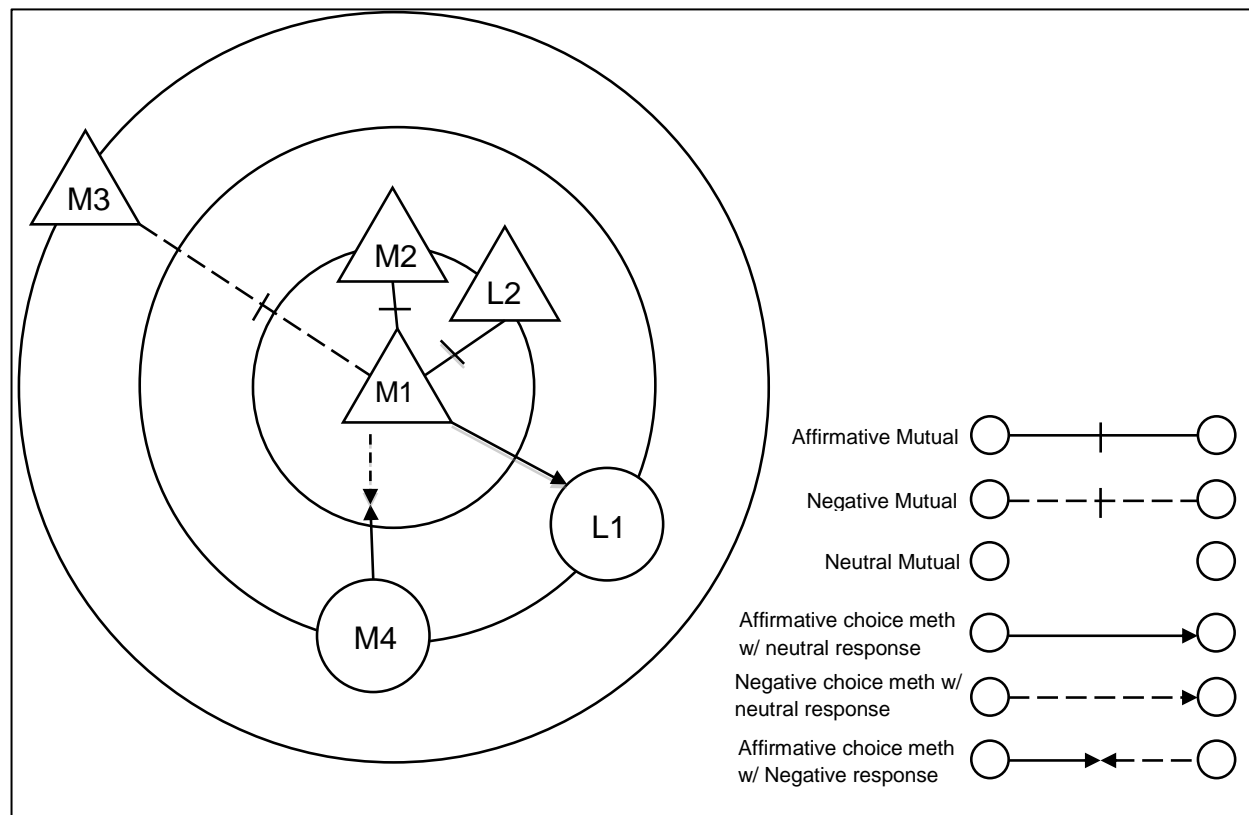 M3
M2
L2
M1
L1
M4
Affirmative Mutual
Negative Mutual
Neutral Mutual
Affirmative choice meth
w/ neutral response
Negative choice meth w/
neutral response
Affirmative choice meth
w/ Negative response